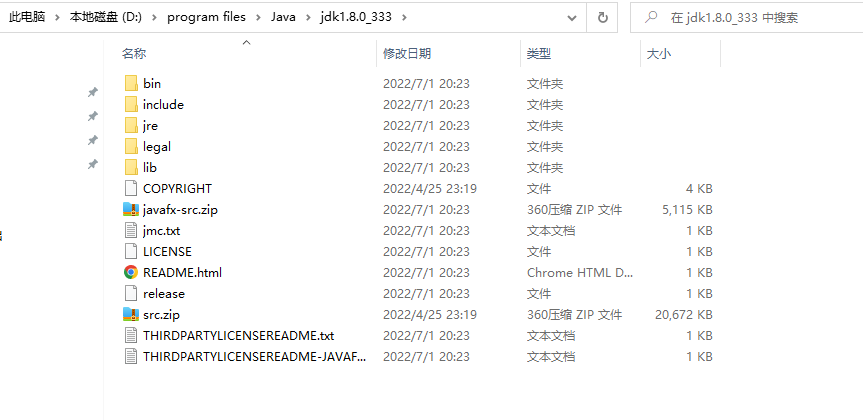 此电脑 > 本地磁盘 (D:) > program files > Java > jdk1.8.0_333 >
在 jdk1.8.0_333 中搜索
名称 修改日期 类型 大小
bin 2022/7/1 20:23 文件夹
include 2022/7/1 20:23 文件夹
jre 2022/7/1 20:23 文件夹
legal 2022/7/1 20:23 文件夹
lib 2022/7/1 20:23 文件夹
COPYRIGHT 2022/4/25 23:19 文件 4 KB
javafx-src.zip 2022/7/1 20:23 360压缩 ZIP 文件 5,115 KB
jmc.txt 2022/7/1 20:23 文本文档 1 KB
LICENSE 2022/7/1 20:23 文件 1 KB
README.html 2022/7/1 20:23 Chrome HTML D... 1 KB
release 2022/7/1 20:23 文件 1 KB
src.zip 2022/4/25 23:19 360压缩 ZIP 文件 20,672 KB
THIRDPARTYLICENSEREADME.txt 2022/7/1 20:23 文本文档 1 KB
THIRDPARTYLICENSEREADME-JAVAF... 2022/7/1 20:23 文本文档 1 KB